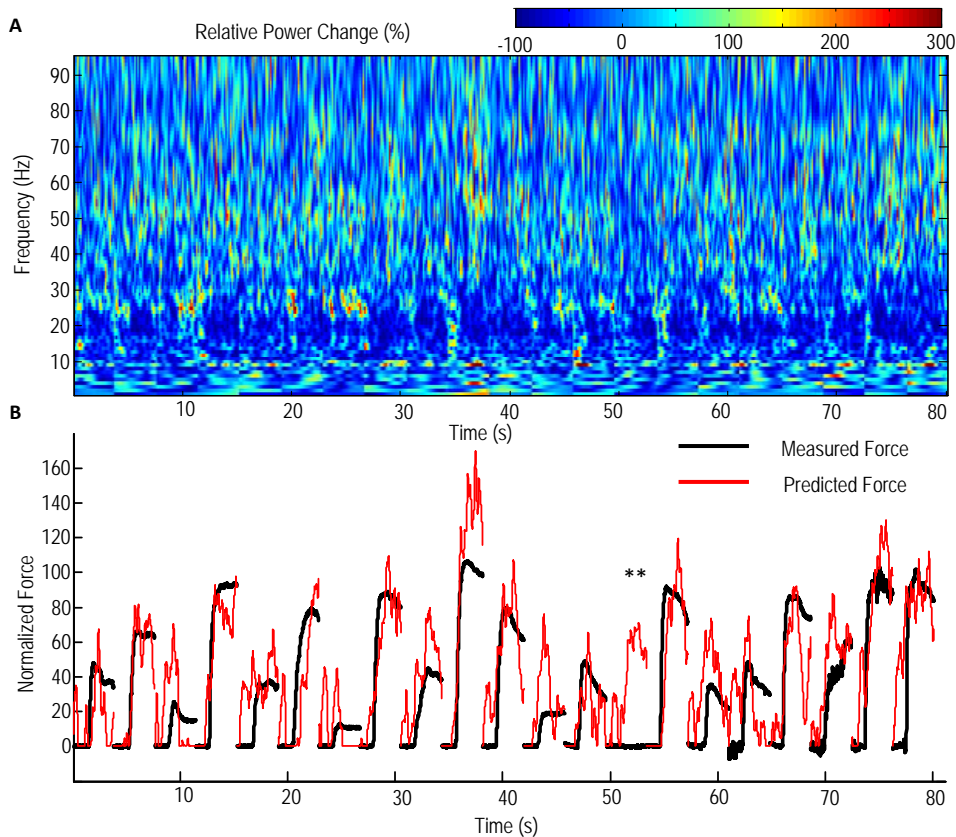 A
Relative Power Change (%)
-100 0 100 200 300
90
80
70
60
50
40
30
20
10
Frequency (Hz)
10 20 30 40 50 60 70 80
Time (s)
B
Measured Force
Predicted Force
**
160
140
120
100
80
60
40
20
0
Normalized Force
10 20 30 40 50 60 70 80
Time (s)